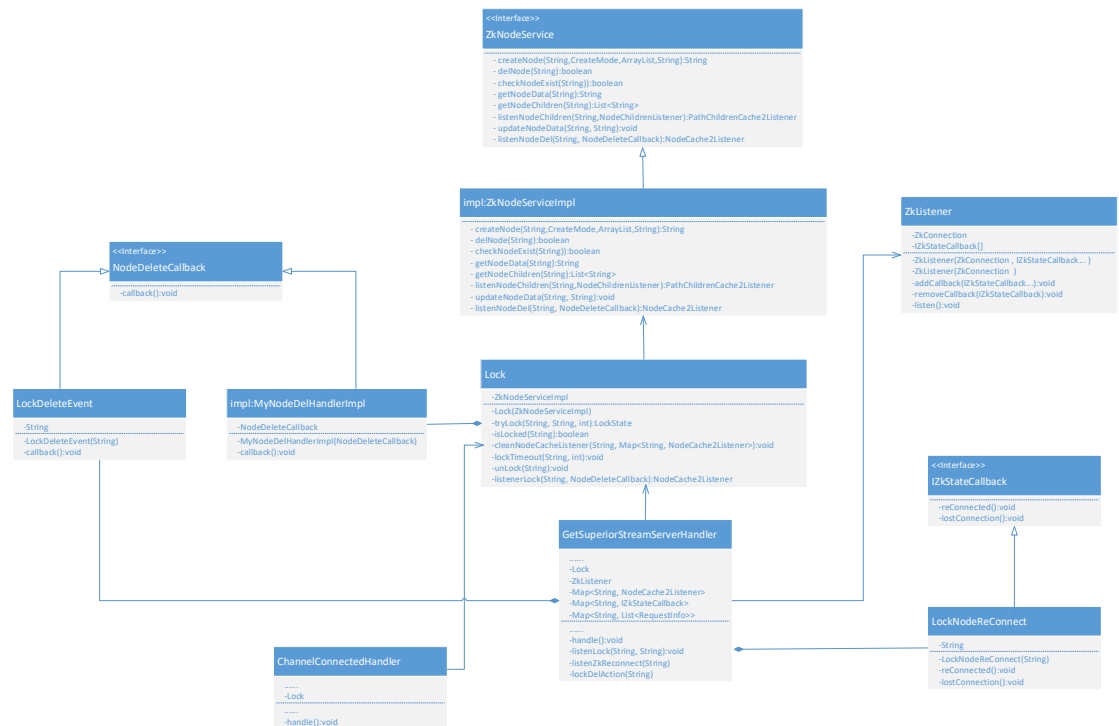 <<Interface>>
ZkNodeService
- createNode(String,CreateMode,ArrayList,String):String
- delNode(String):boolean
- checkNodeExist(String)):boolean
- getNodeData(String):String
- getNodeChildren(String):List<String>
- listenNodeChildren(String,NodeChildrenListener):PathChildrenCache2Listener
- updateNodeData(String, String):void
- listenNodeDel(String, NodeDeleteCallback):NodeCache2Listener
impl:ZkNodeServiceImpl
- createNode(String,CreateMode,ArrayList,String):String
- delNode(String):boolean
- checkNodeExist(String)):boolean
- getNodeData(String):String
- getNodeChildren(String):List<String>
- listenNodeChildren(String,NodeChildrenListener):PathChildrenCache2Listener
- updateNodeData(String, String):void
- listenNodeDel(String, NodeDeleteCallback):NodeCache2Listener
ZkListener
-ZkConnection
-IZkStateCallback[]
-ZkListener(ZkConnection , IZkStateCallback... )
-ZkListener(ZkConnection )
-addCallback(IZkStateCallback...):void
-removeCallback(IZkStateCallback):void
-listen():void
<<Interface>>
NodeDeleteCallback
-callback():void
LockDeleteEvent
-String
-LockDeleteEvent(String)
-callback():void
impl:MyNodeDelHandlerImpl
-NodeDeleteCallback
-MyNodeDelHandlerImpl(NodeDeleteCallback)
-callback():void
Lock
-ZkNodeServiceImpl
-Lock(ZkNodeServiceImpl)
-tryLock(String, String, int):LockState
-isLocked(String):boolean
-cleanNodeCacheListener(String, Map<String, NodeCache2Listener>):void
-lockTimeout(String, int):void
-unLock(String):void
-listenerLock(String, NodeDeleteCallback):NodeCache2Listener
<<Interface>>
IZkStateCallback
-reConnected():void
-lostConnection():void
GetSuperiorStreamServerHandler
......
-Lock
-ZkListener
-Map<String, NodeCache2Listener>
-Map<String, IZkStateCallback>
-Map<String, List<RequestInfo>>
......
-handle():void
-listenLock(String, String):void
-listenZkReconnect(String)
-lockDelAction(String)
LockNodeReConnect
-String
-LockNodeReConnect(String)
-reConnected():void
-lostConnection():void
ChannelConnectedHandler
......
-Lock
......
-handle():void